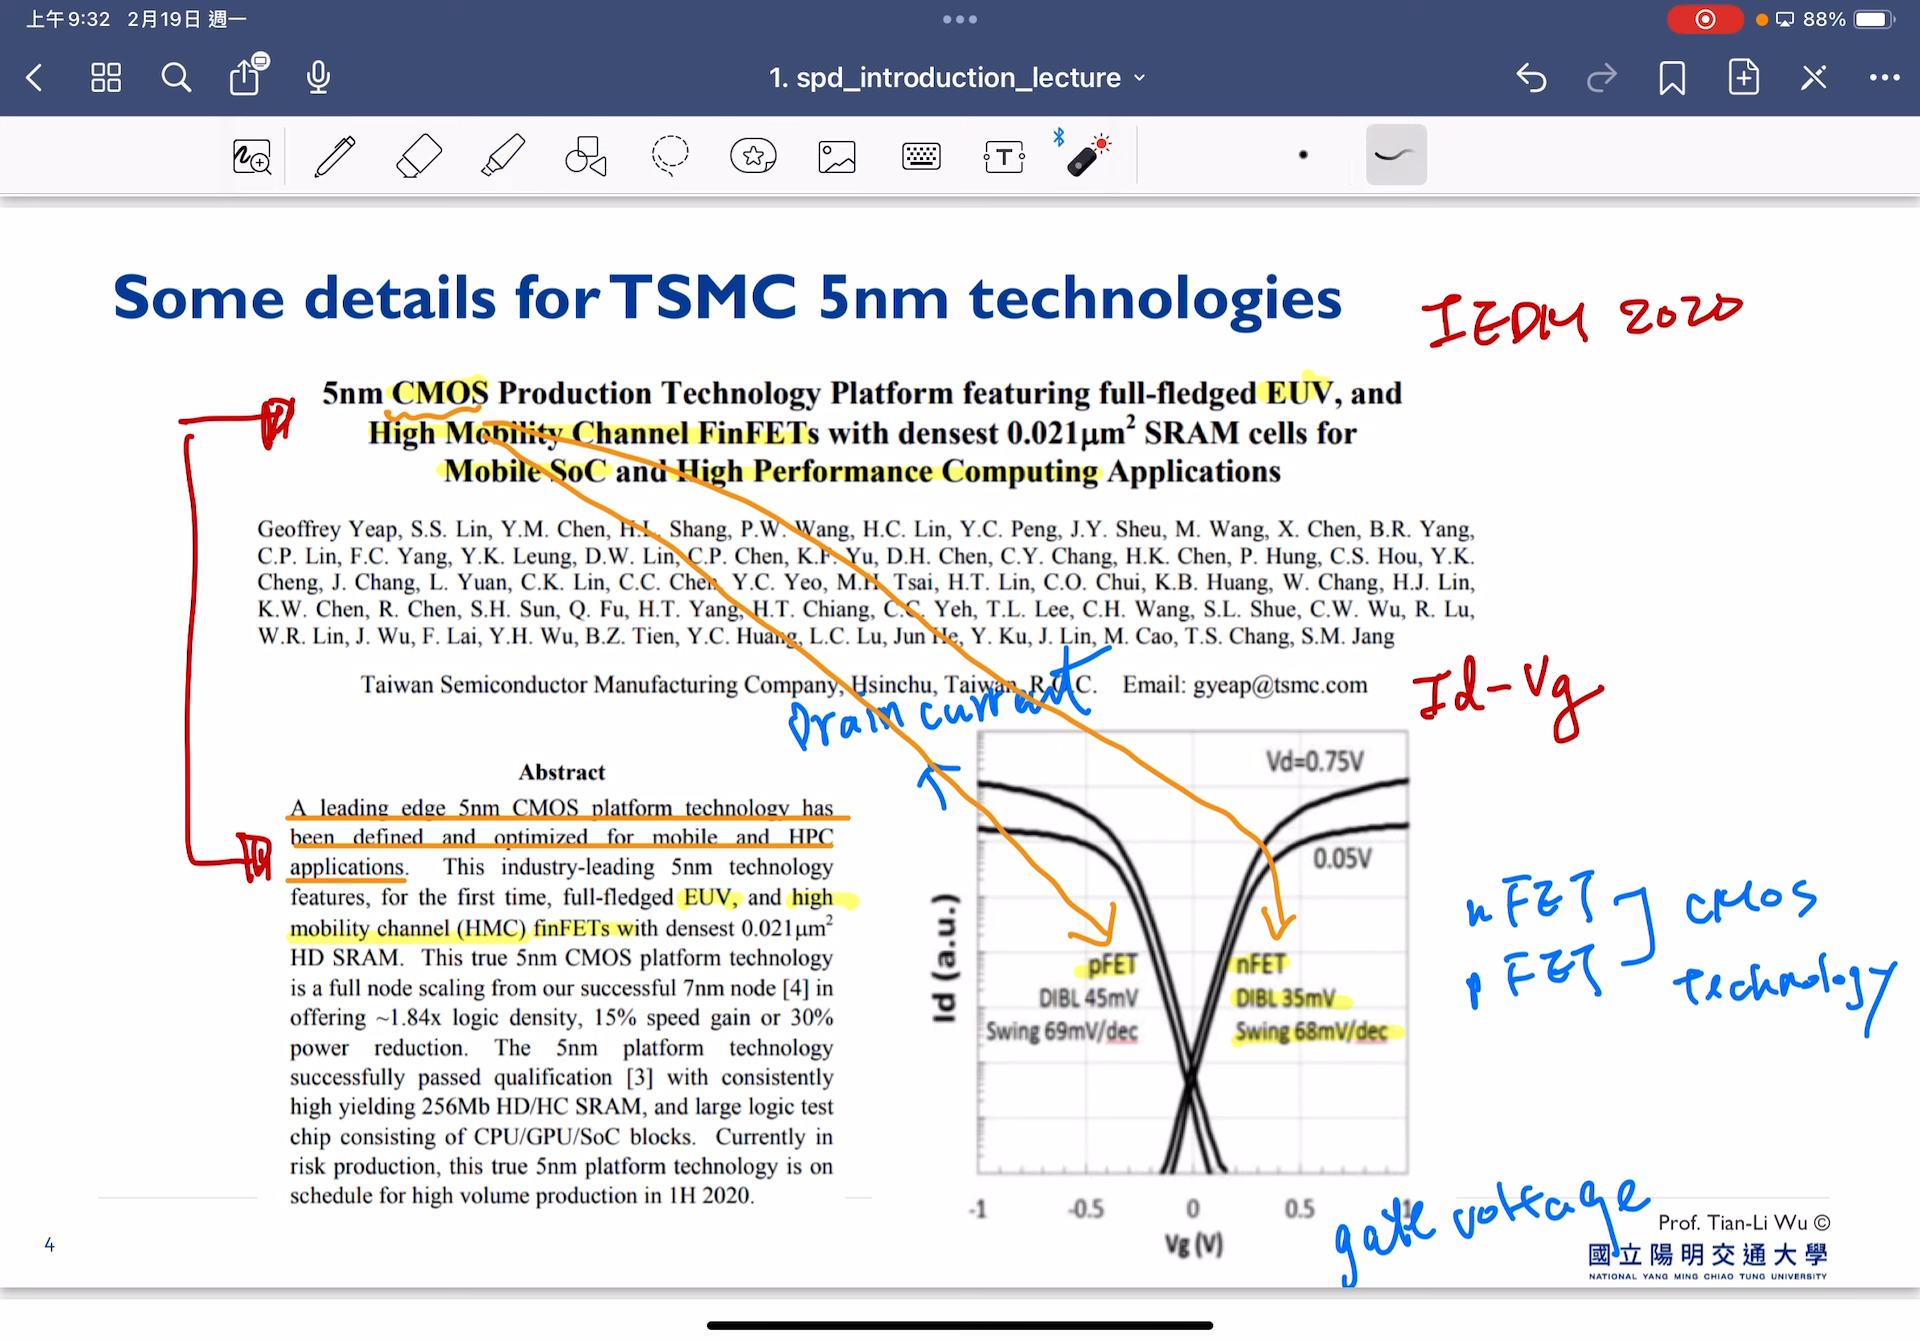 上午9:32 2月19日 週一
88%
1. spd_introduction_lecture
T
Some details for TSMC 5nm technologies
IEDM 2020
5nm CMOS Production Technology Platform featuring full-fledged EUV, and
High Mobility Channel FinFETs with densest 0.021μm² SRAM cells for
Mobile SoC and High Performance Computing Applications
Geoffrey Yeap, S.S. Lin, Y.M. Chen, H.L. Shang, P.W. Wang, H.C. Lin, Y.C. Peng, J.Y. Sheu, M. Wang, X. Chen, B.R. Yang,
C.P. Lin, F.C. Yang, Y.K. Leung, D.W. Lin, C.P. Chen, K.F. Yu, D.H. Chen, C.Y. Chang, H.K. Chen, P. Hung, C.S. Hou, Y.K.
Cheng, J. Chang, L. Yuan, C.K. Lin, C.C. Chen, Y.C. Yeo, M.H. Tsai, H.T. Lin, C.O. Chui, K.B. Huang, W. Chang, H.J. Lin,
K.W. Chen, R. Chen, S.H. Sun, Q. Fu, H.T. Yang, H.T. Chiang, C.C. Yeh, T.L. Lee, C.H. Wang, S.L. Shue, C.W. Wu, R. Lu,
W.R. Lin, J. Wu, F. Lai, Y.H. Wu, B.Z. Tien, Y.C. Huang, L.C. Lu, Jun He, Y. Ku, J. Lin, M. Cao, T.S. Chang, S.M. Jang
Taiwan Semiconductor Manufacturing Company, Hsinchu, Taiwan, R.O.C. Email: gyeap@tsmc.com
Id-Vg
Drain current
Abstract
A leading edge 5nm CMOS platform technology has
been defined and optimized for mobile and HPC
applications. This industry-leading 5nm technology
features, for the first time, full-fledged EUV, and high
mobility channel (HMC) finFETs with densest 0.021μm²
HD SRAM. This true 5nm CMOS platform technology
is a full node scaling from our successful 7nm node [4] in
offering ~1.84x logic density, 15% speed gain or 30%
power reduction. The 5nm platform technology
successfully passed qualification [3] with consistently
high yielding 256Mb HD/HC SRAM, and large logic test
chip consisting of CPU/GPU/SoC blocks. Currently in
risk production, this true 5nm platform technology is on
schedule for high volume production in 1H 2020.
Vd=0.75V
0.05V
Id (a.u.)
pFET
DIBL 45mV
Swing 69mV/dec
nFET
DIBL 35mV
Swing 68mV/dec
-1 -0.5 0 0.5 1
Vg (V)
gate voltage
nFET
pFET
CMOS
technology
4
Prof. Tian-Li Wu ©
國立陽明交通大學
NATIONAL YANG MING CHIAO TUNG UNIVERSITY